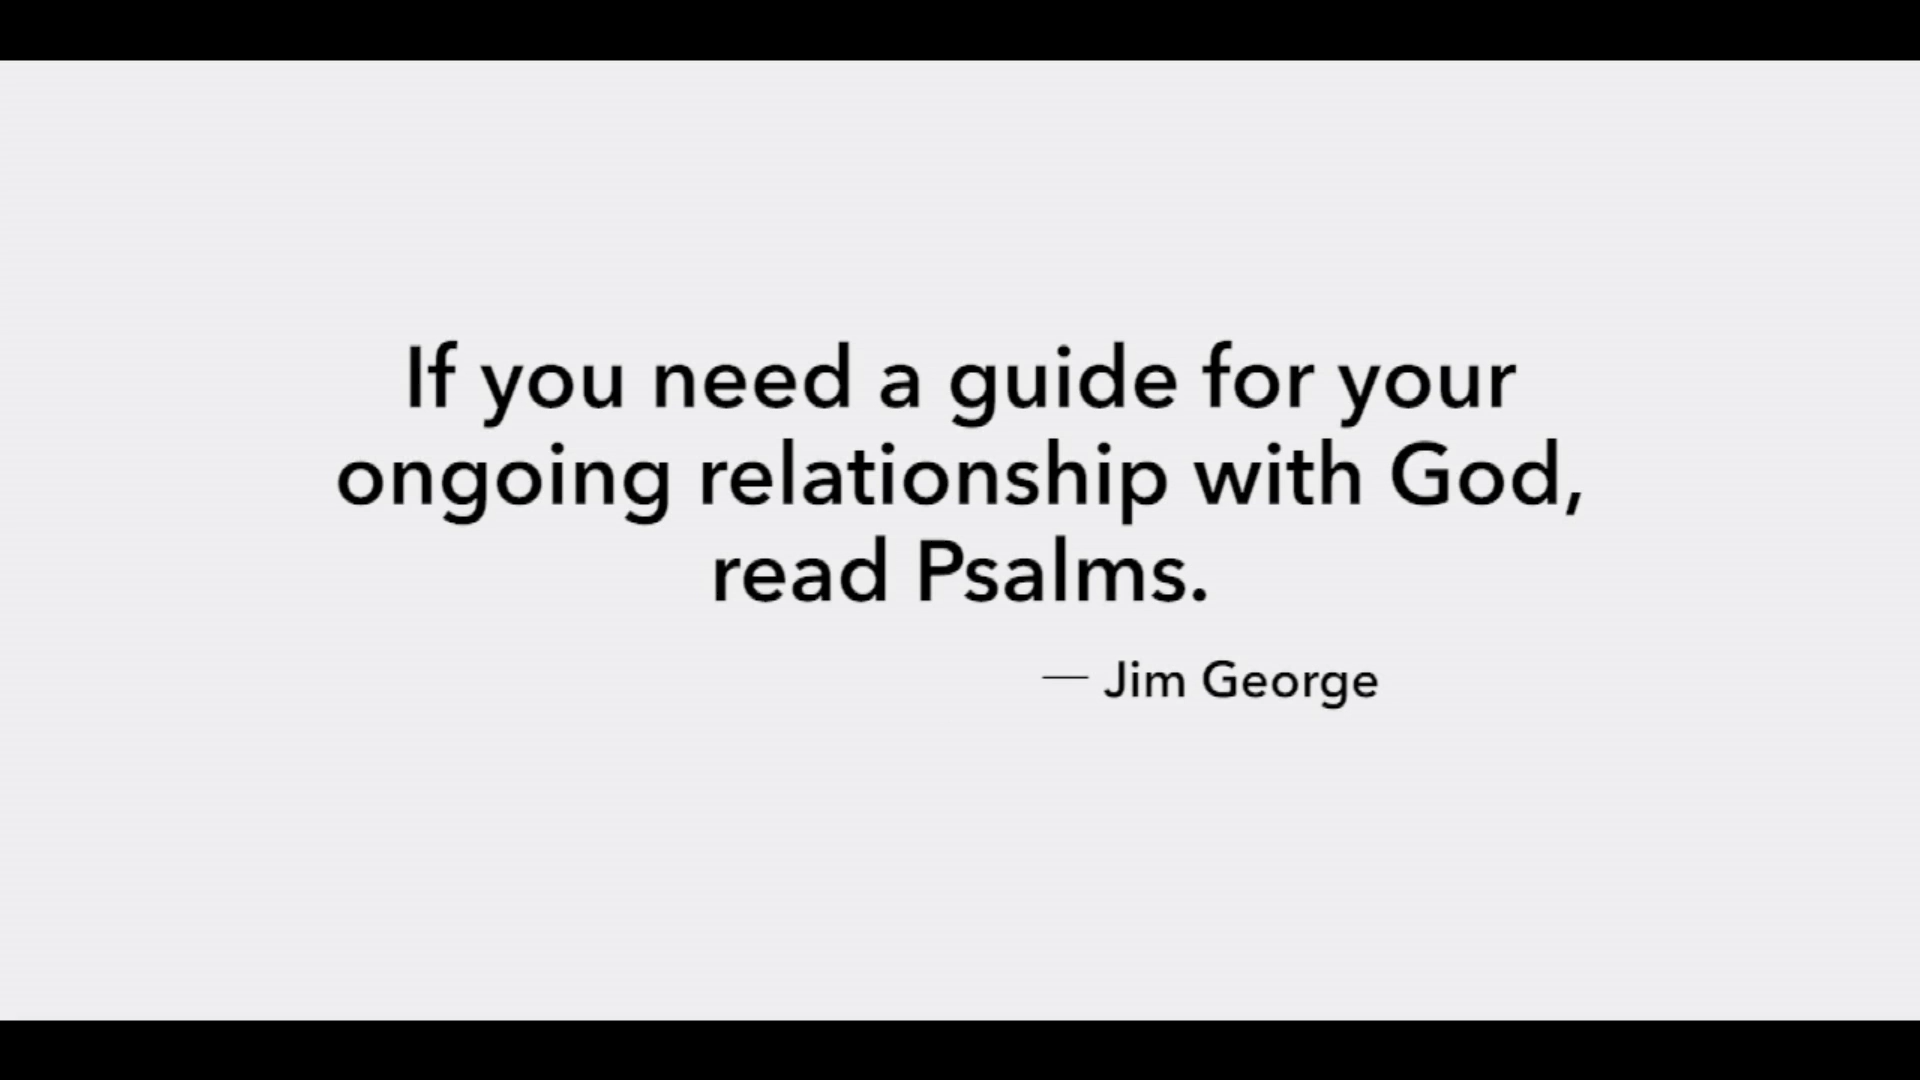 If you need a guide for your
ongoing relationship with God,
read Psalms.
— Jim George